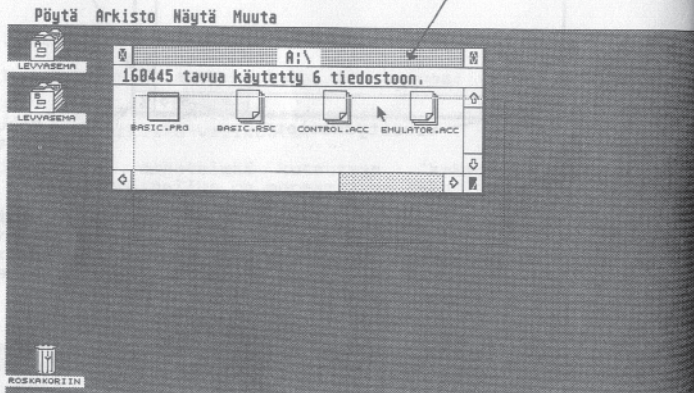 Pöytä Arkisto Näytä Muuta
A
LEVYASEMA
A:\
160445 tavua käytetty 6 tiedostoon.
B
LEVYASEMA
BASIC.PRG BASIC.RSC CONTROL.ACC EMULATOR.ACC
ROSKAKORIIN